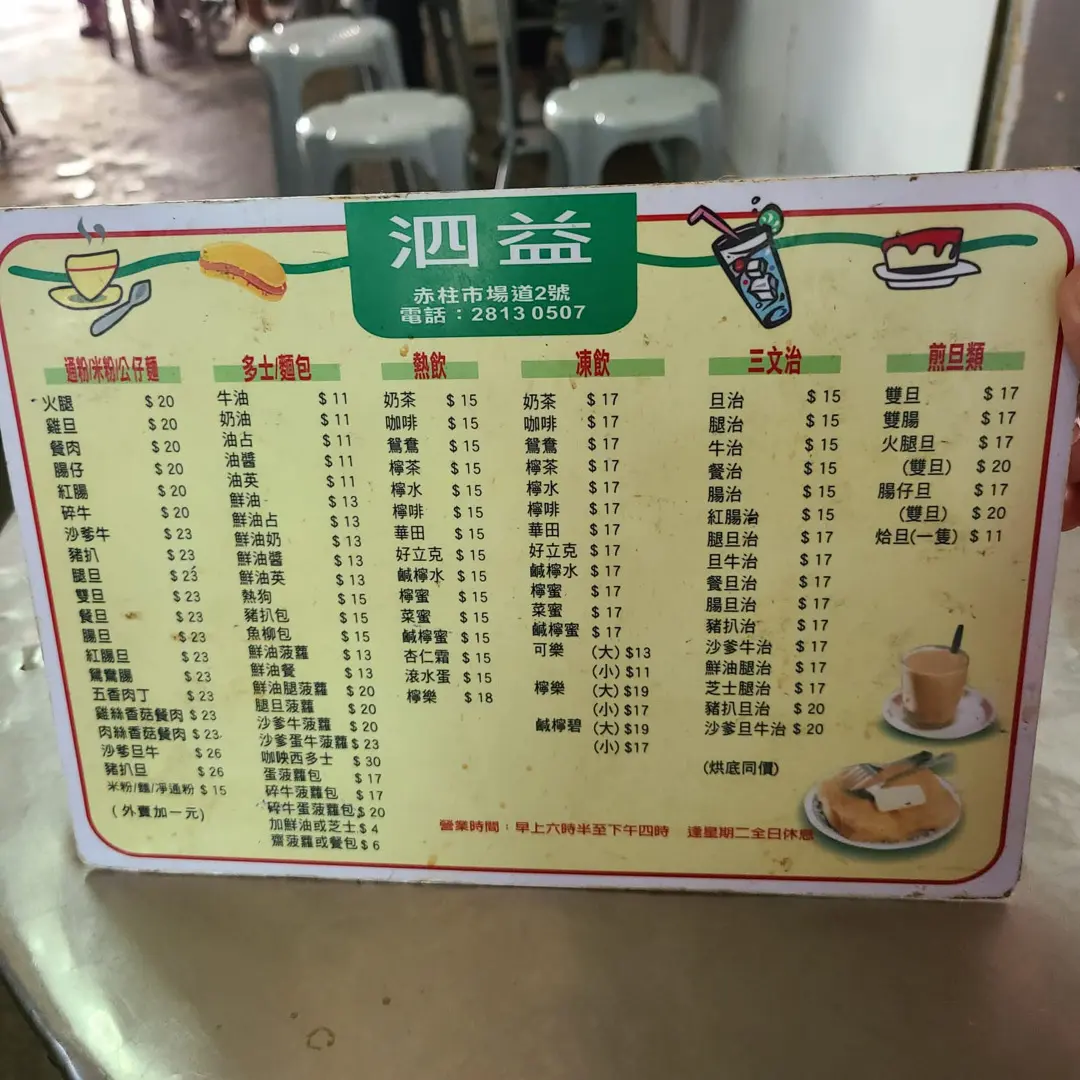 泗益
赤柱市場道2號
電話：2813 0507
通粉/米粉/公仔麵
火腿 $20
雞旦 $20
餐肉 $20
腸仔 $20
紅腸 $20
碎牛 $20
沙爹牛 $23
豬扒 $23
腿旦 $23
雙旦 $23
餐旦 $23
腸旦 $23
紅腸旦 $23
鴛鴦腸 $23
五香肉丁 $23
雞絲香菇餐肉 $23
肉絲香菇餐肉 $23
沙爹旦牛 $26
豬扒旦 $26
米粉/麵/凈通粉 $15
(外賣加一元)
多士/麵包
牛油 $11
奶油 $11
油占 $11
油醬 $11
油英 $11
鮮油 $13
鮮油占 $13
鮮油奶 $13
鮮油醬 $13
鮮油英 $13
熱狗 $15
豬扒包 $15
魚柳包 $15
鮮油菠蘿 $13
鮮油餐 $13
鮮油腿菠蘿 $20
腿旦菠蘿 $20
沙爹牛菠蘿 $20
沙爹蛋牛菠蘿 $23
咖央西多士 $30
蛋菠蘿包 $17
碎牛菠蘿包 $17
碎牛蛋菠蘿包 $20
加鮮油或芝士 $4
齋菠蘿或餐包 $6
熱飲
奶茶 $15
咖啡 $15
鴛鴦 $15
檸茶 $15
檸水 $15
檸啡 $15
華田 $15
好立克 $15
鹹檸水 $15
檸蜜 $15
菜蜜 $15
鹹檸蜜 $15
杏仁霜 $15
滾水蛋 $15
檸樂 $18
凍飲
奶茶 $17
咖啡 $17
鴛鴦 $17
檸茶 $17
檸水 $17
檸啡 $17
華田 $17
好立克 $17
鹹檸水 $17
檸蜜 $17
菜蜜 $17
鹹檸蜜 $17
可樂 (大) $13
(小) $11
檸樂 (大) $19
(小) $17
鹹檸碧 (大) $19
(小) $17
三文治
旦治 $15
腿治 $15
牛治 $15
餐治 $15
腸治 $15
紅腸治 $15
腿旦治 $17
旦牛治 $17
餐旦治 $17
腸旦治 $17
豬扒治 $17
沙爹牛治 $17
鮮油腿治 $17
芝士腿治 $17
豬扒旦治 $20
沙爹旦牛治 $20
(烘底同價)
煎旦類
雙旦 $17
雙腸 $17
火腿旦 $17
(雙旦) $20
腸仔旦 $17
(雙旦) $20
烚旦(一隻) $11
營業時間：早上六時半至下午四時 逢星期二全日休息